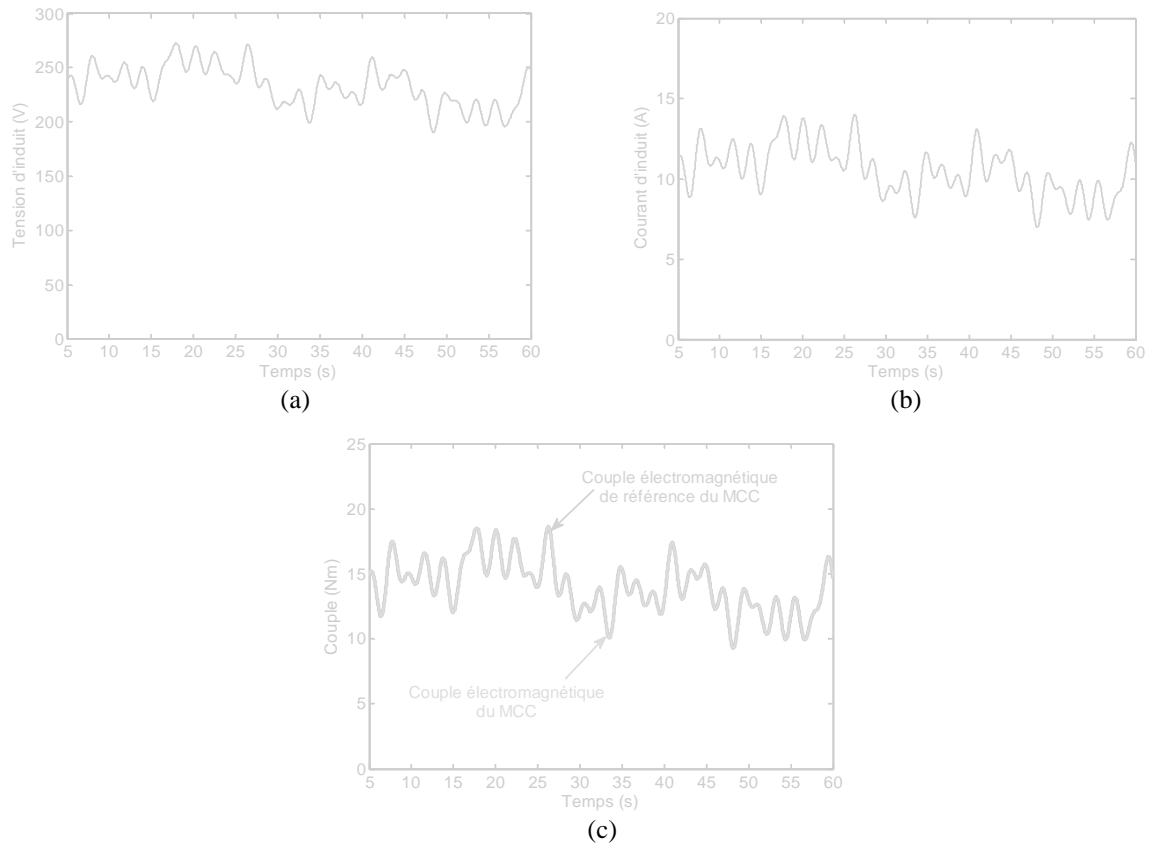 300
250
200
150
100
50
0
Tension d'induit (V)
5 10 15 20 25 30 35 40 45 50 55 60
Temps (s)
(a)
20
15
10
5
0
Courant d'induit (A)
5 10 15 20 25 30 35 40 45 50 55 60
Temps (s)
(b)
25
20
15
10
5
0
Couple (Nm)
Couple électromagnétique
de référence du MCC
Couple électromagnétique
du MCC
5 10 15 20 25 30 35 40 45 50 55 60
Temps (s)
(c)